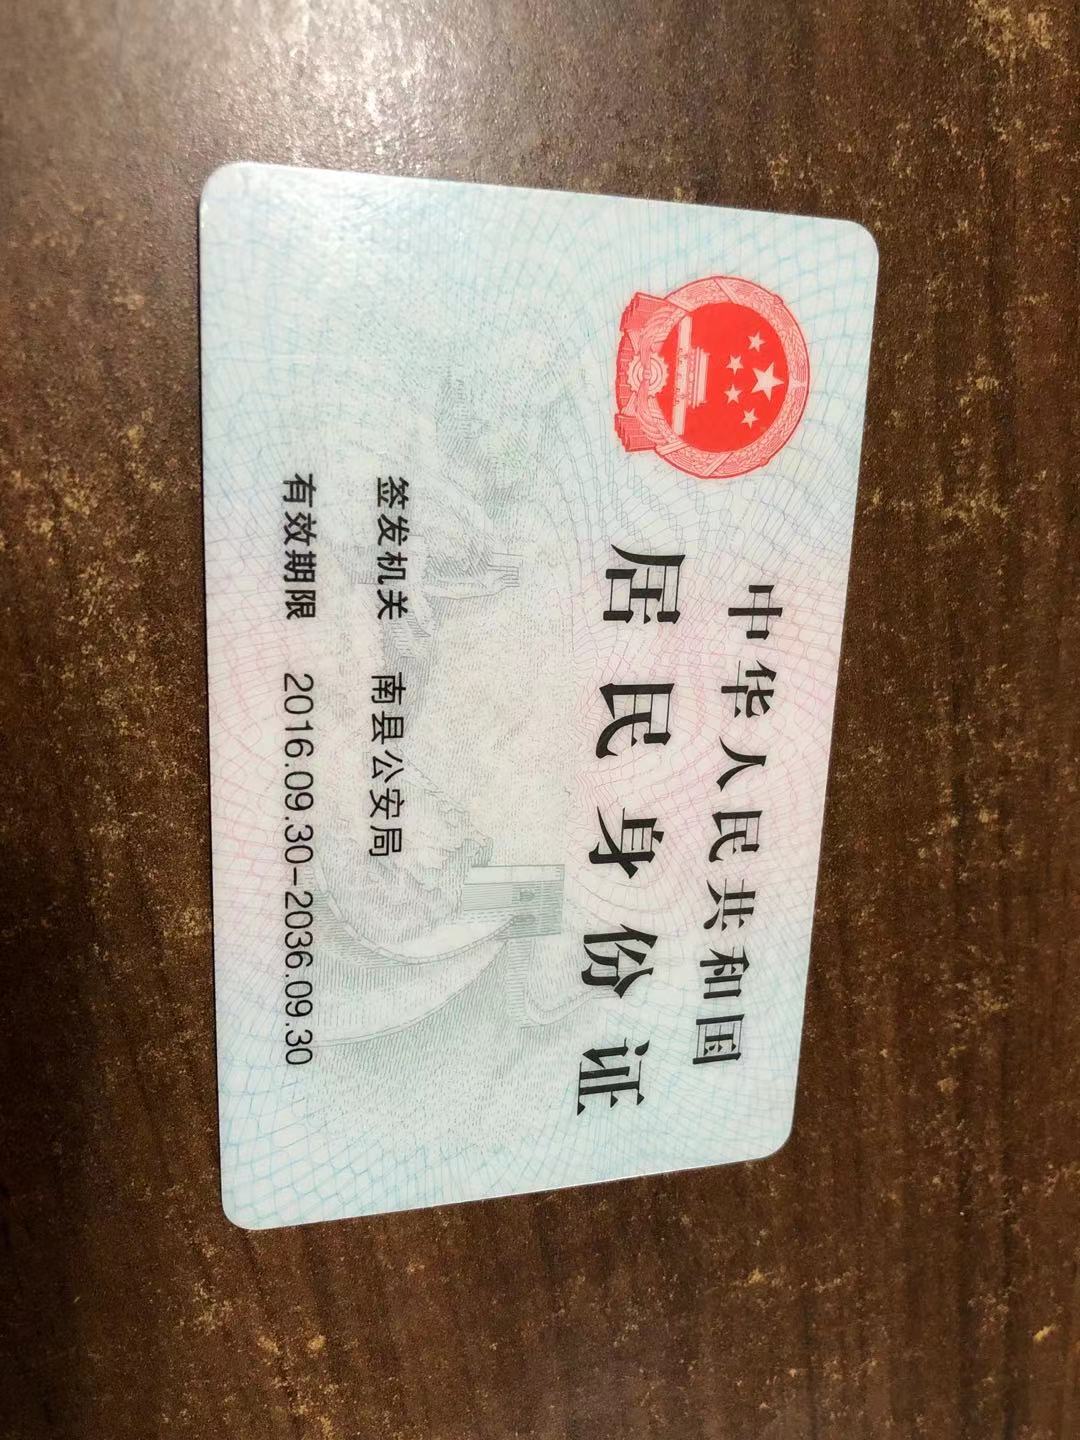 中华人民共和国
居民身份证
签发机关 南县公安局
有效期限 2016.09.30-2036.09.30